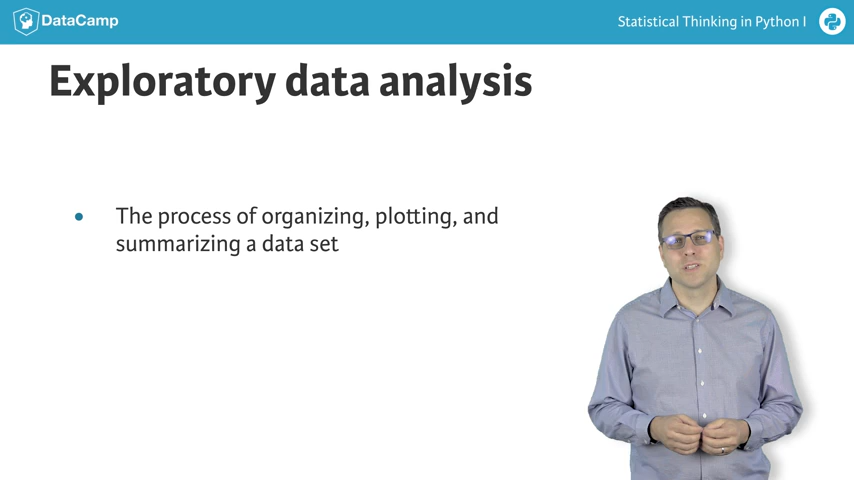 DataCamp
Statistical Thinking in Python I
Exploratory data analysis
• The process of organizing, plotting, and
summarizing a data set